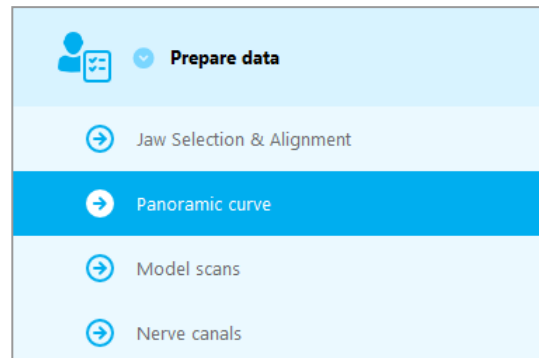 Prepare data
Jaw Selection & Alignment
Panoramic curve
Model scans
Nerve canals